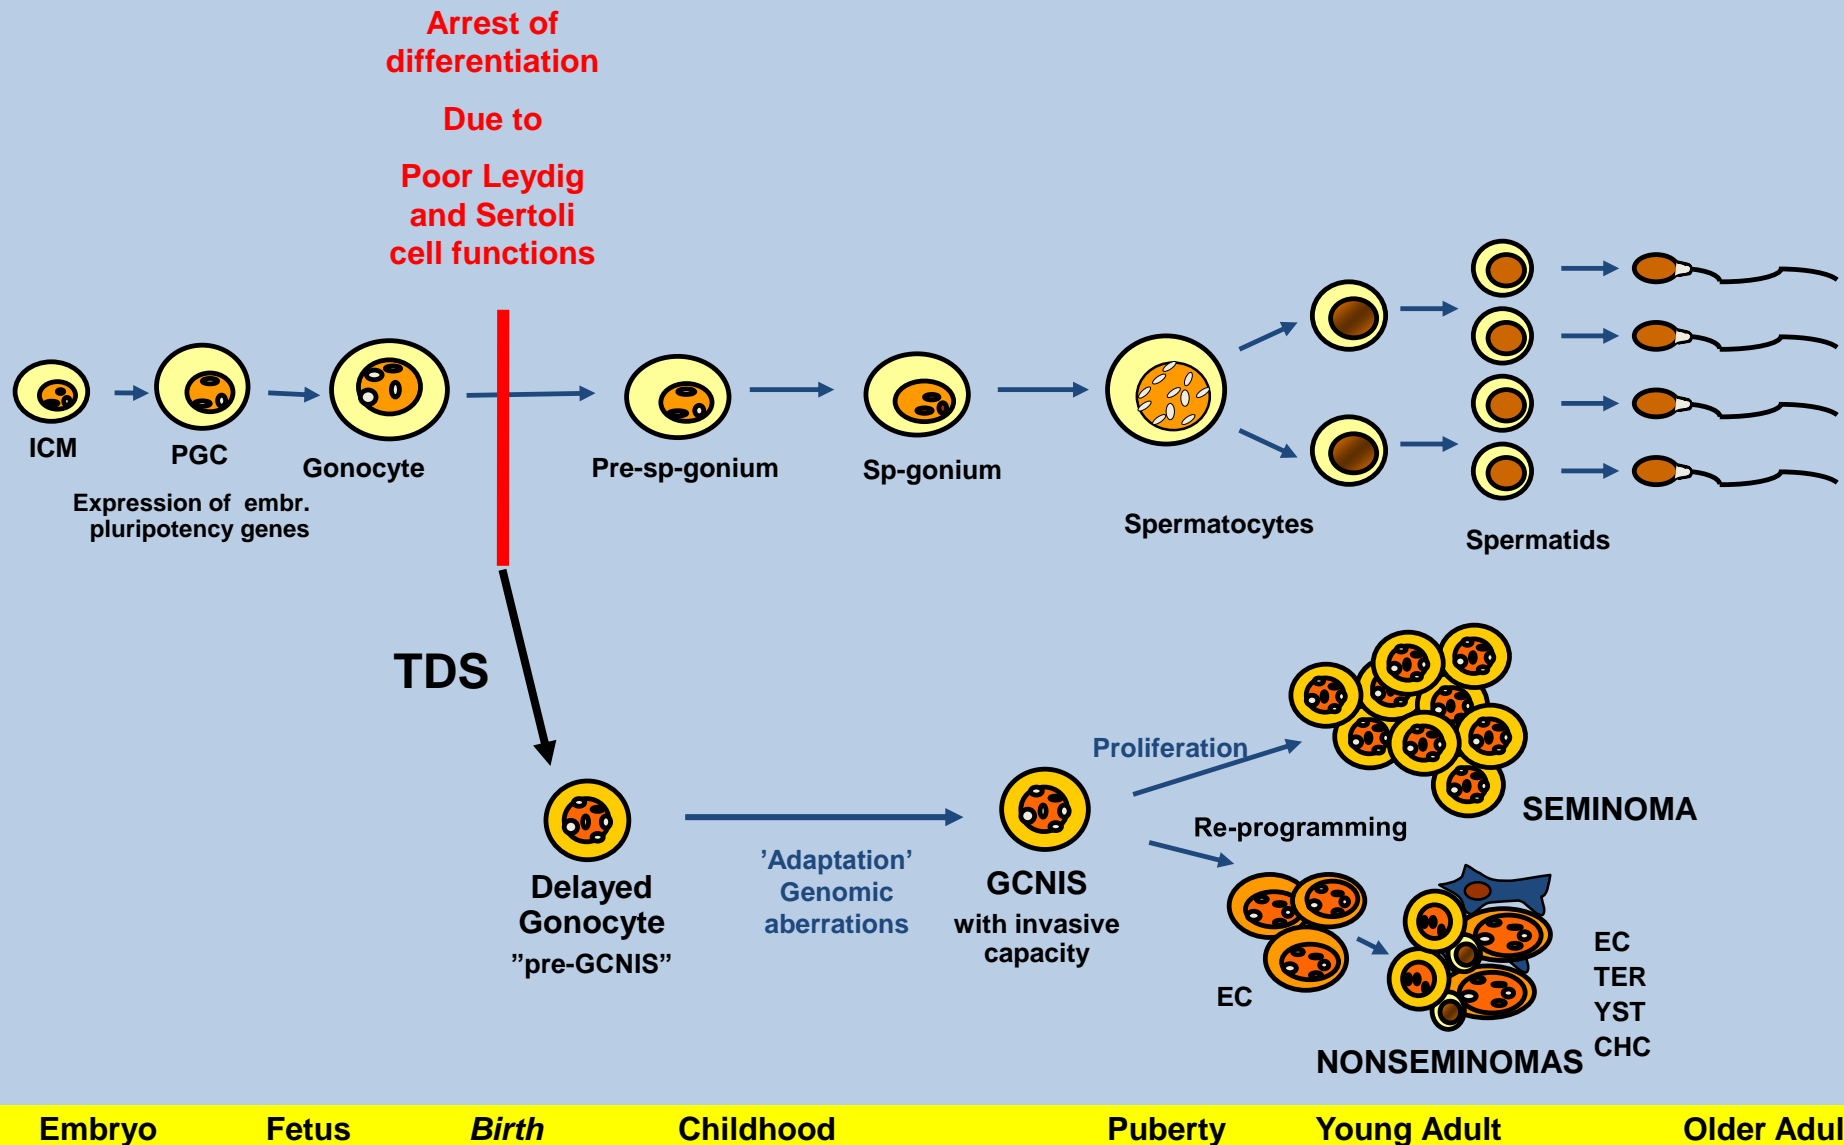 Arrest of
differentiation
Due to
Poor Leydig
and Sertoli
cell functions
ICM
PGC
Gonocyte
Pre-sp-gonium
Sp-gonium
Expression of embr.
pluripotency genes
Spermatocytes
Spermatids
TDS
Proliferation
SEMINOMA
Re-programming
Delayed
Gonocyte
”pre-GCNIS”
’Adaptation’
Genomic
aberrations
GCNIS
with invasive
capacity
EC
EC
TER
YST
CHC
NONSEMINOMAS
Embryo Fetus Birth Childhood Puberty Young Adult Older Adul